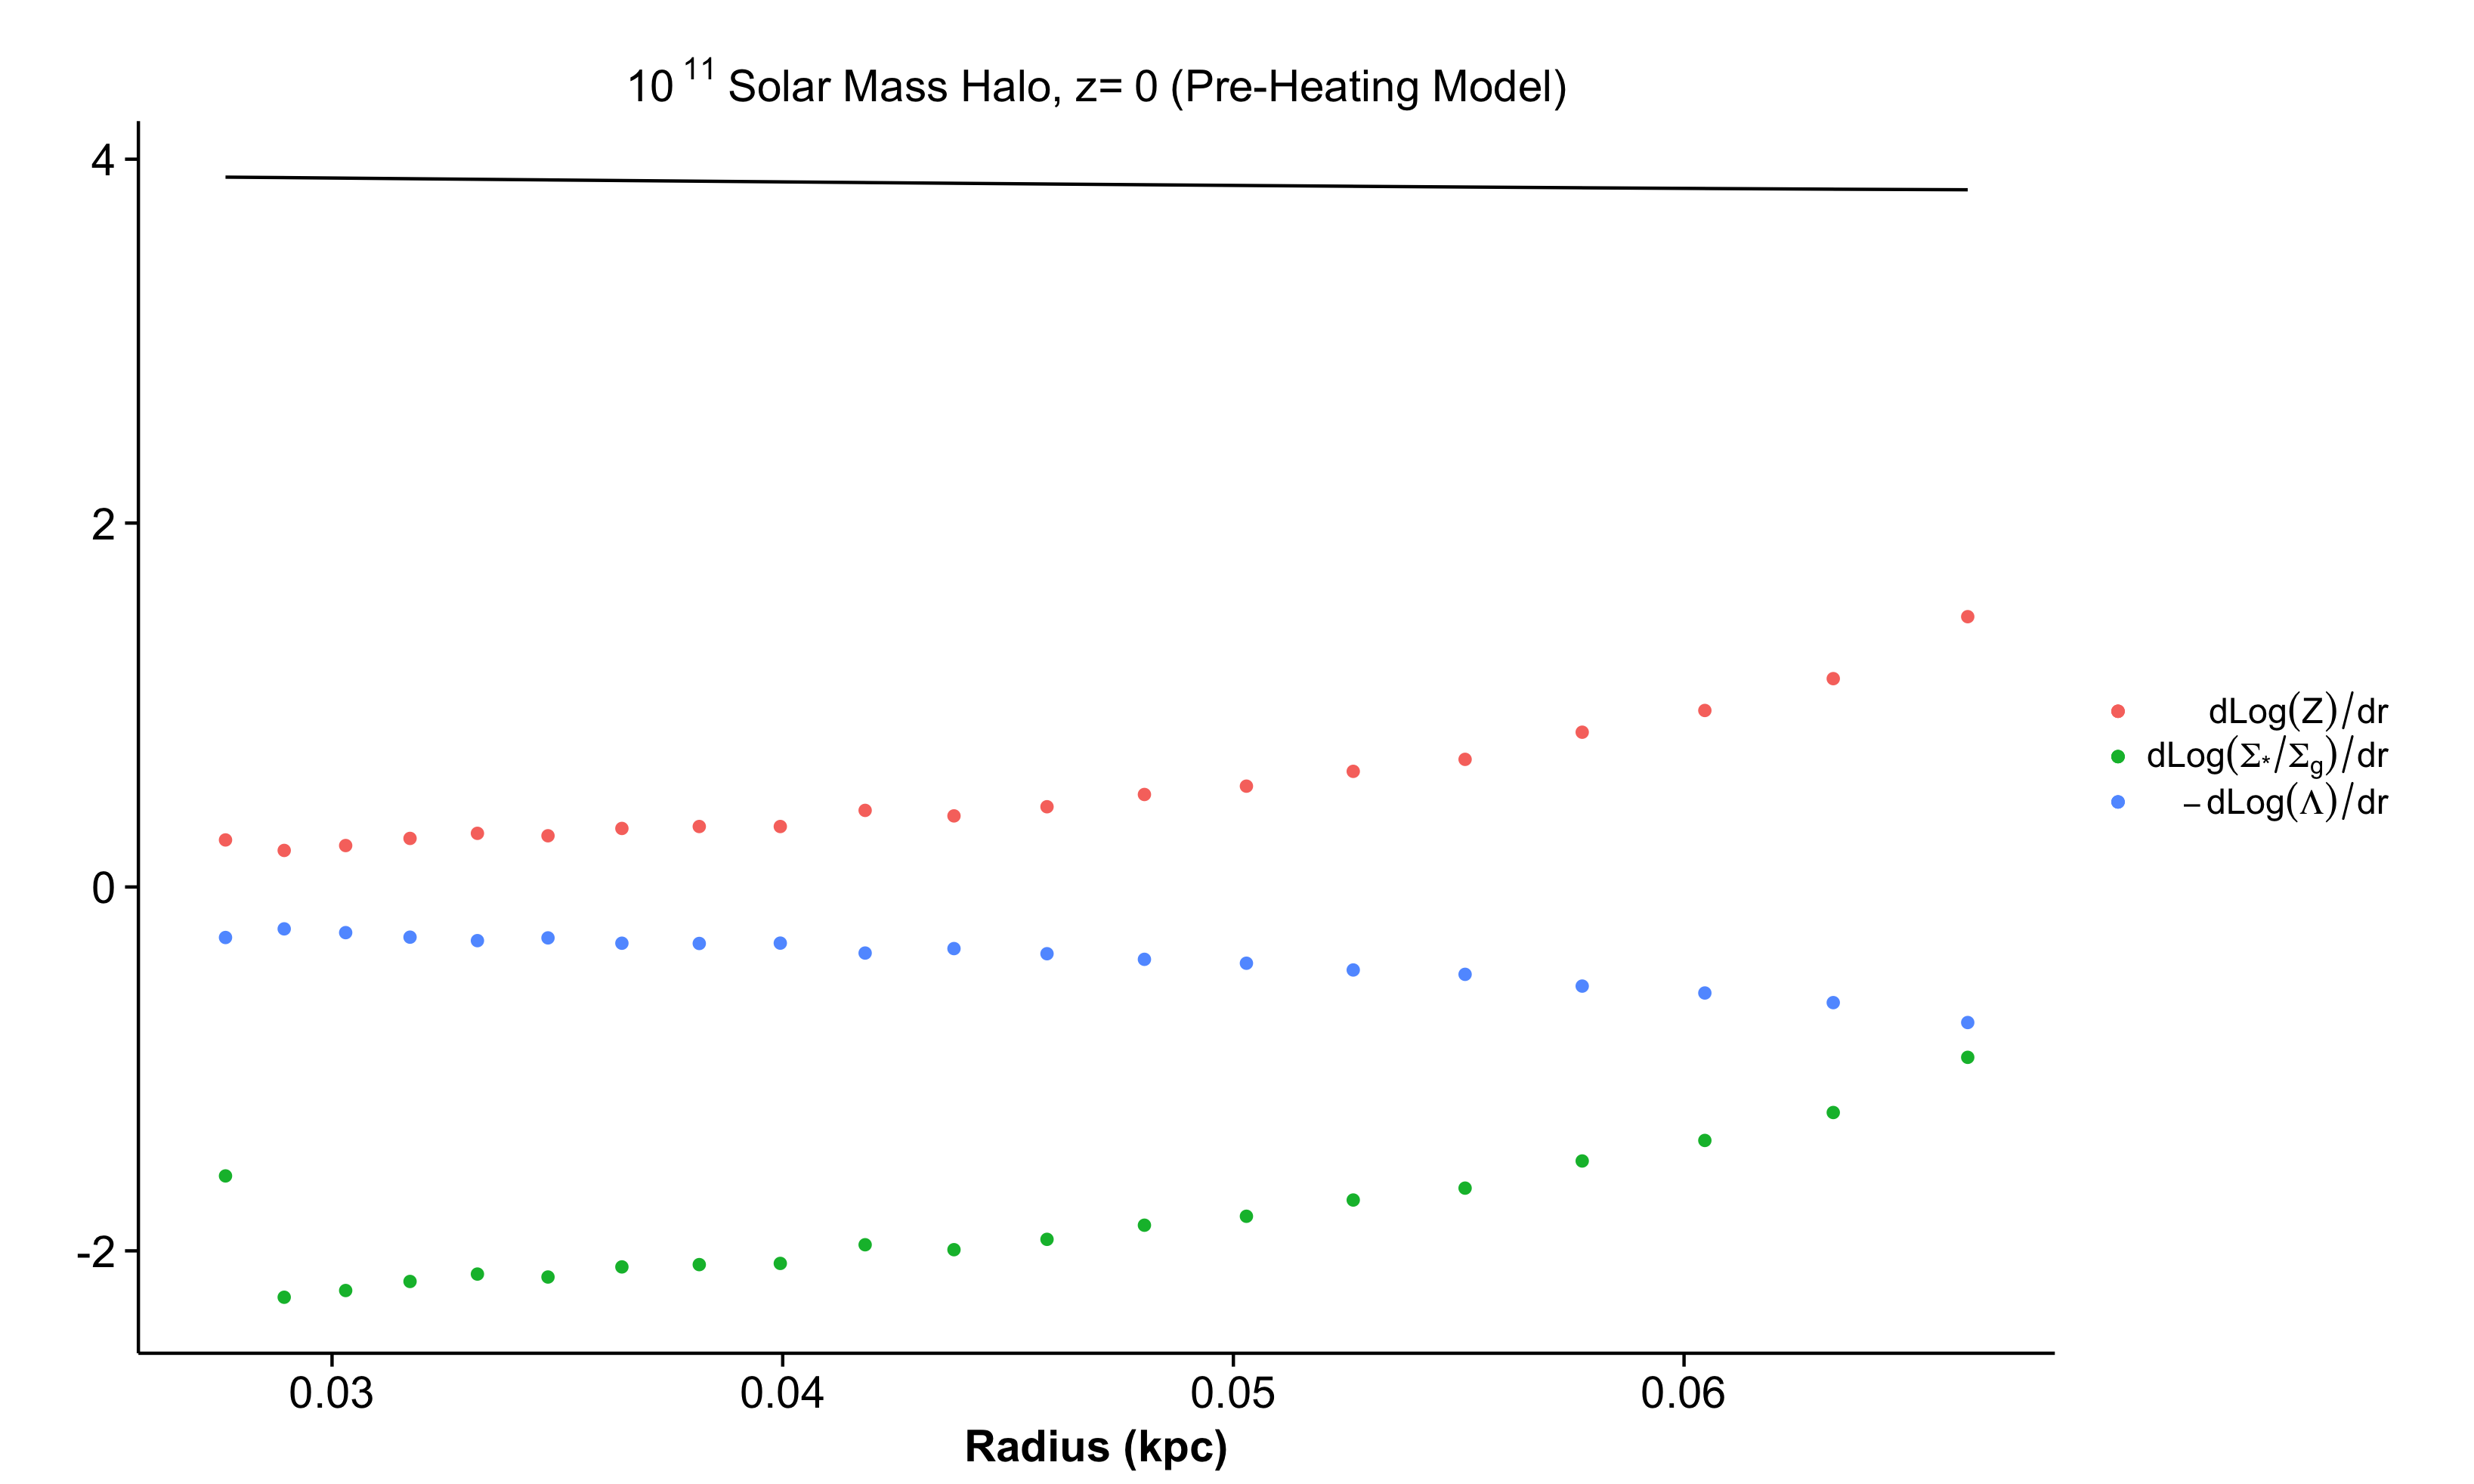 10 11 Solar Mass Halo, z= 0 (Pre-Heating Model)
4
2
0
-2
0.03 0.04 0.05 0.06
Radius (kpc)
dLog(Z)/dr
dLog(Σ*/Σg)/dr
−dLog(Λ)/dr